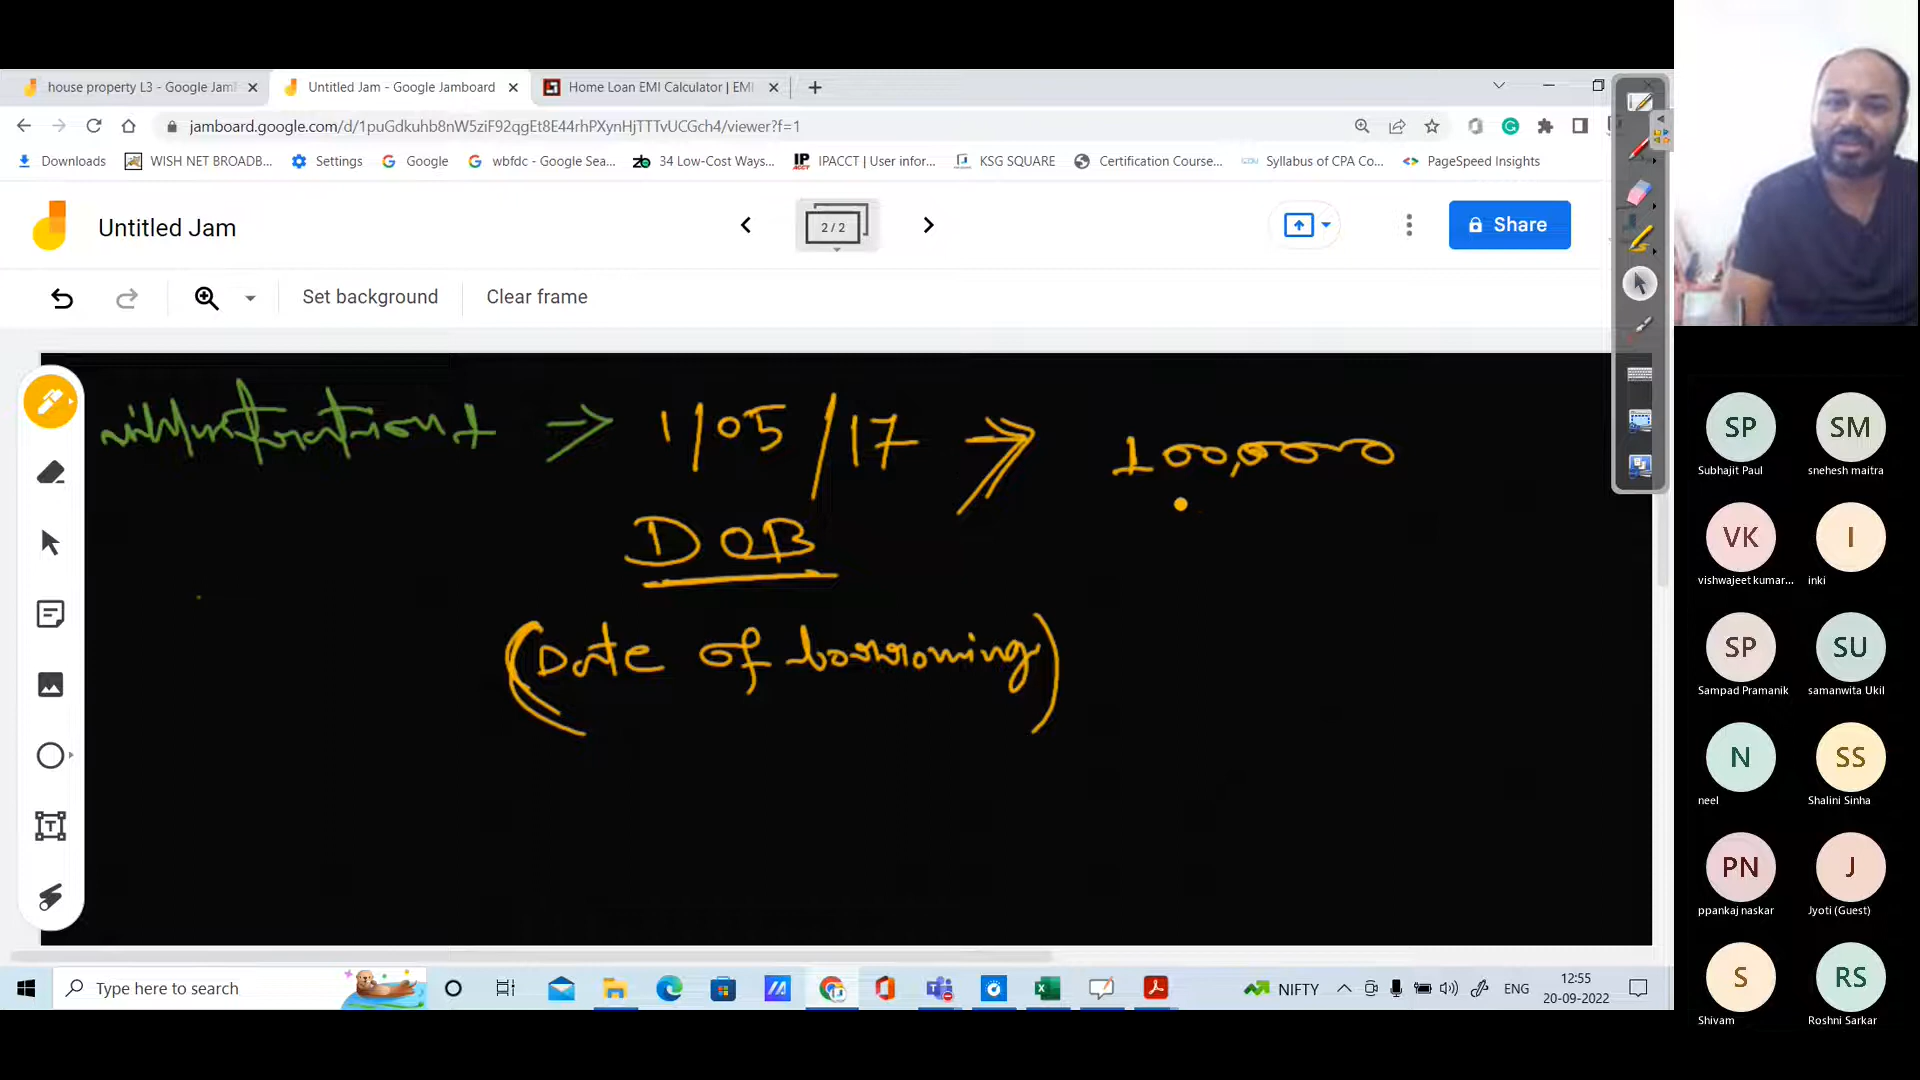 house property L3 - Google Jam
Untitled Jam - Google Jamboard
Home Loan EMI Calculator | EMI
jamboard.google.com/d/1puGdkuhb8nW5ziF92qgEt8E44rhPXynHjTTTvUCGch4/viewer?f=1
Downloads
WISH NET BROADB...
Settings
Google
wbfdc - Google Sea...
34 Low-Cost Ways...
IPACCT | User infor...
KSG SQUARE
Certification Course...
Syllabus of CPA Co...
PageSpeed Insights
Untitled Jam
2 / 2
Share
Set background
Clear frame
1/05/17
100,0000
DOB
(Date of borrowing)
SP
Subhajit Paul
SM
snehesh maitra
VK
vishwajeet kumar...
I
inki
SP
Sampad Pramanik
SU
samanwita Ukil
N
neel
SS
Shalini Sinha
PN
ppankaj naskar
J
Jyoti (Guest)
S
Shivam
RS
Roshni Sarkar
Type here to search
NIFTY
ENG
12:55
20-09-2022